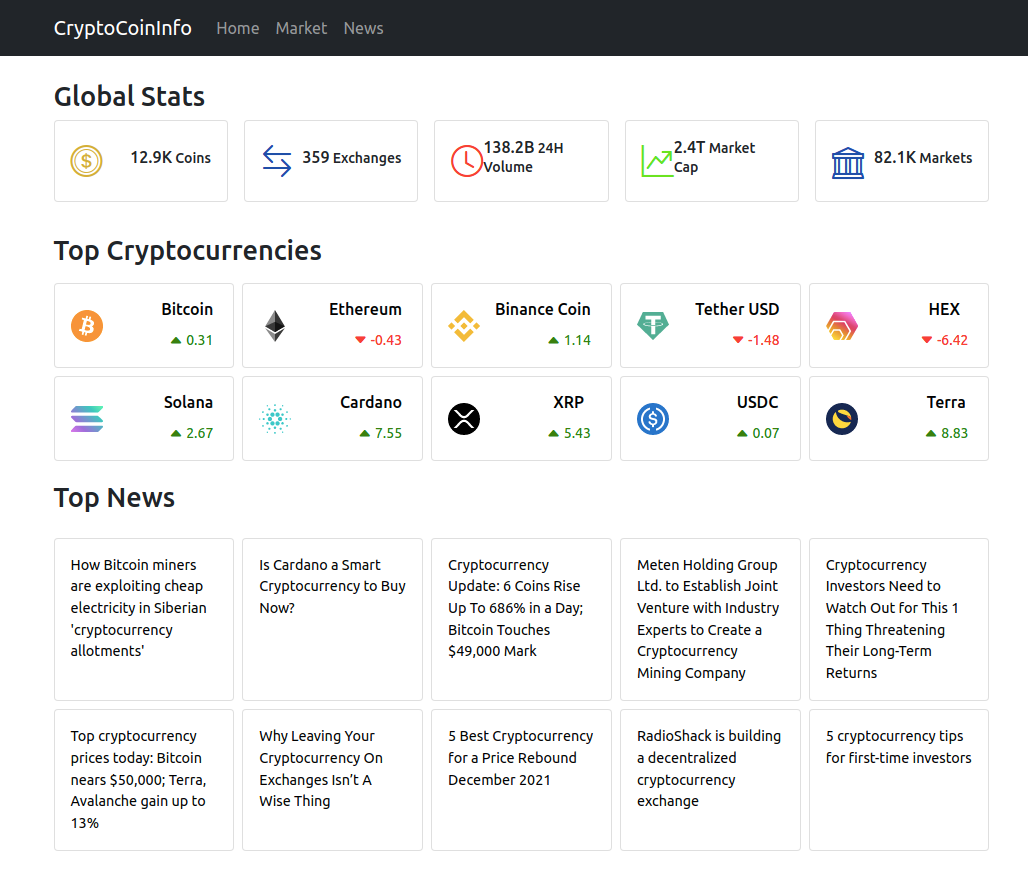 CryptoCoinInfo Home Market News
Global Stats
12.9K Coins
359 Exchanges
138.2B 24H
Volume
2.4T Market
Cap
82.1K Markets
Top Cryptocurrencies
Bitcoin
0.31
Ethereum
-0.43
Binance Coin
1.14
Tether USD
-1.48
HEX
-6.42
Solana
2.67
Cardano
7.55
XRP
5.43
USDC
0.07
Terra
8.83
Top News
How Bitcoin miners
are exploiting cheap
electricity in Siberian
'cryptocurrency
allotments'
Is Cardano a Smart
Cryptocurrency to Buy
Now?
Cryptocurrency
Update: 6 Coins Rise
Up To 686% in a Day;
Bitcoin Touches
$49,000 Mark
Meten Holding Group
Ltd. to Establish Joint
Venture with Industry
Experts to Create a
Cryptocurrency
Mining Company
Cryptocurrency
Investors Need to
Watch Out for This 1
Thing Threatening
Their Long-Term
Returns
Top cryptocurrency
prices today: Bitcoin
nears $50,000; Terra,
Avalanche gain up to
13%
Why Leaving Your
Cryptocurrency On
Exchanges Isn’t A
Wise Thing
5 Best Cryptocurrency
for a Price Rebound
December 2021
RadioShack is building
a decentralized
cryptocurrency
exchange
5 cryptocurrency tips
for first-time investors